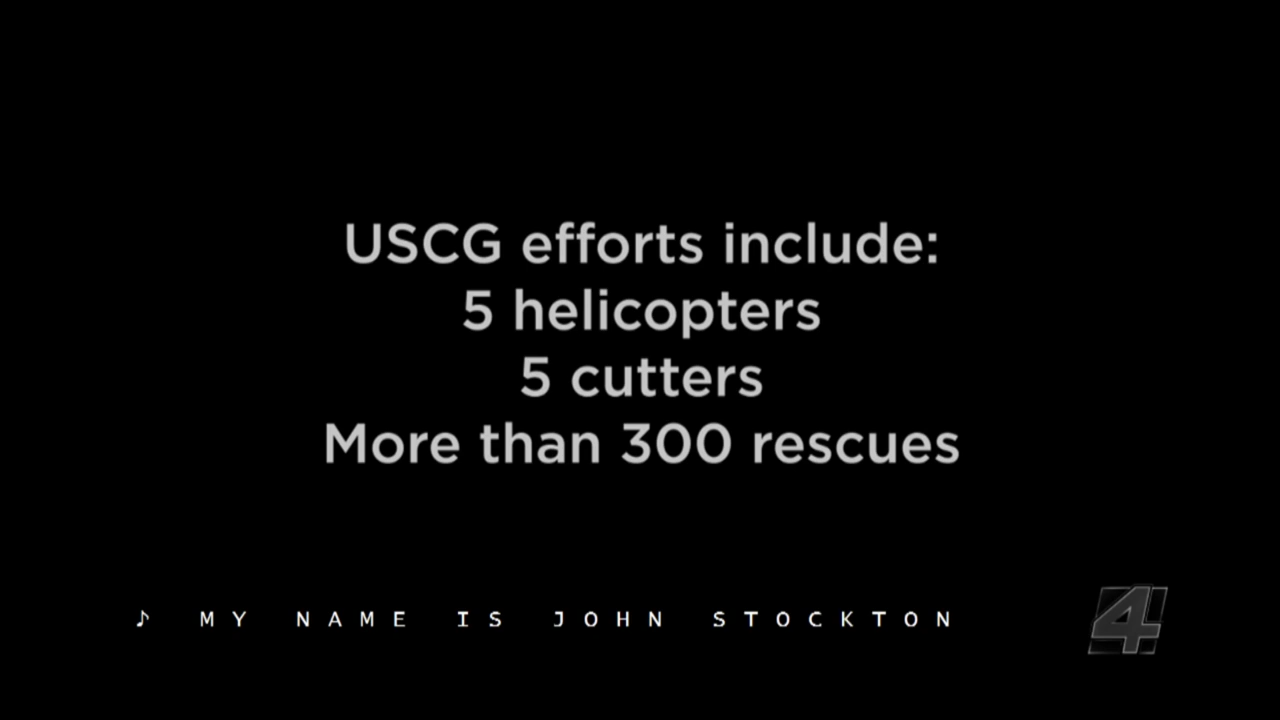 USCG efforts include:
5 helicopters
5 cutters
More than 300 rescues
♪ MY NAME IS JOHN STOCKTON
4